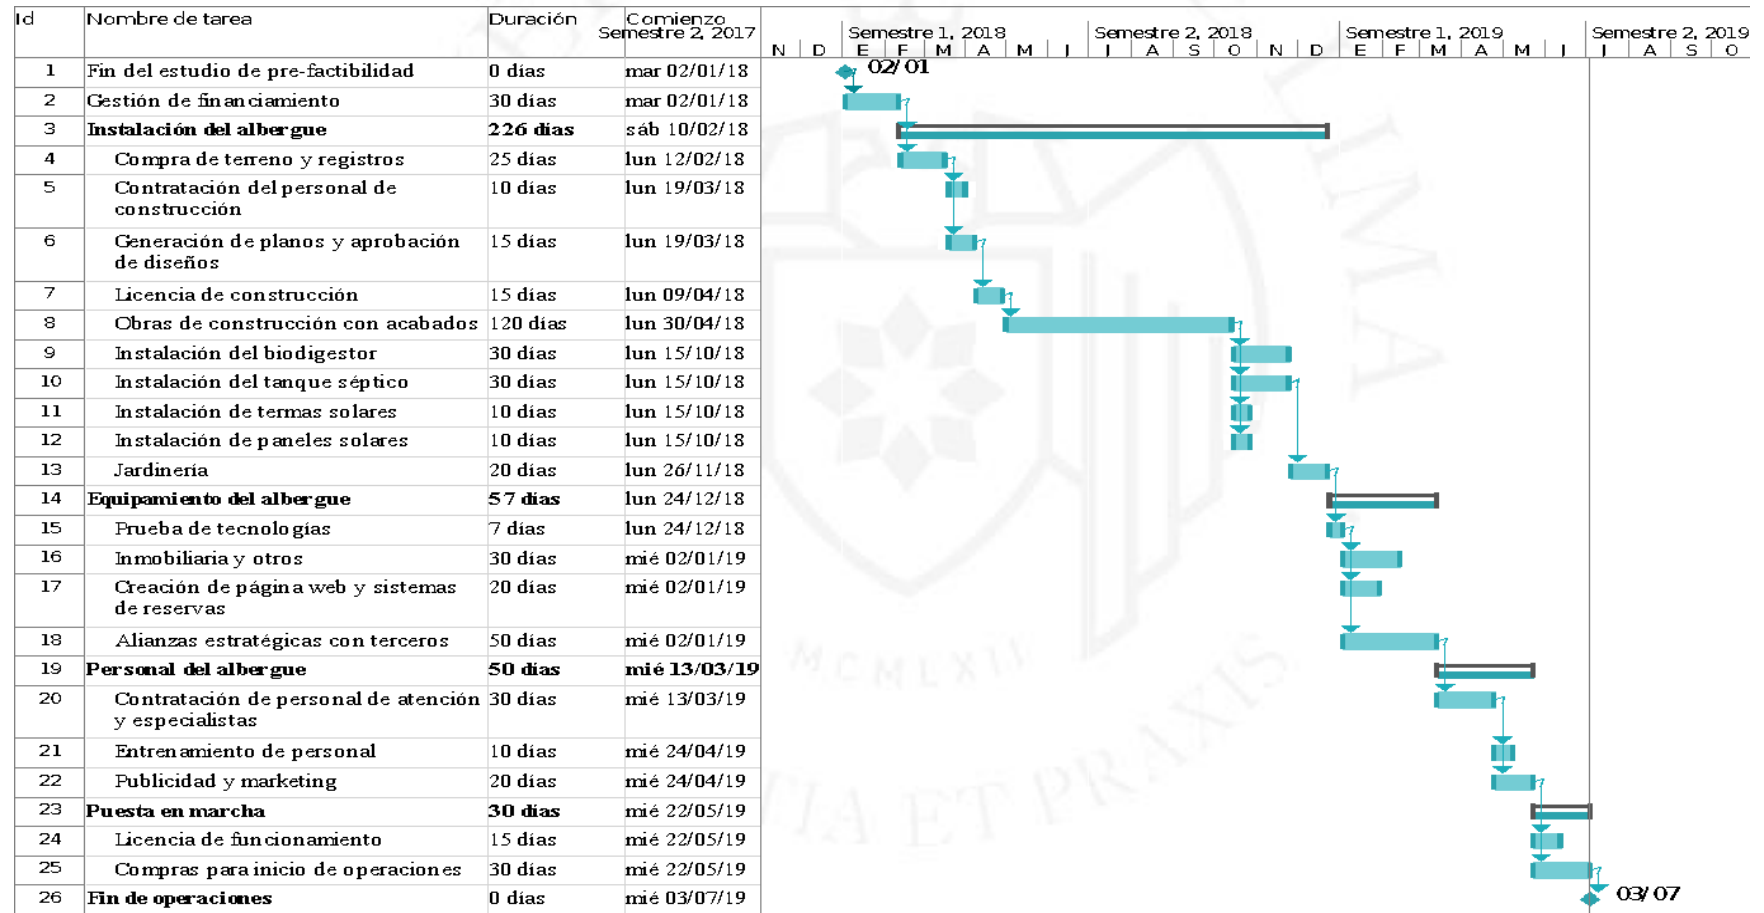 Id Nombre de tarea Duración Comienzo
Semestre 2, 2017 Semestre 1, 2018 Semestre 2, 2018 Semestre 1, 2019 Semestre 2, 2019
N D E F M A M J J A S O N D E F M A M J J A S O
1 Fin del estudio de pre-factibilidad 0 días mar 02/01/18 02/01
2 Gestión de financiamiento 30 días mar 02/01/18
3 Instalación del albergue 226 días sáb 10/02/18
4 Compra de terreno y registros 25 días lun 12/02/18
5 Contratación del personal de 10 días lun 19/03/18
construcción
6 Generación de planos y aprobación 15 días lun 19/03/18
de diseños
7 Licencia de construcción 15 días lun 09/04/18
8 Obras de construcción con acabados 120 días lun 30/04/18
9 Instalación del biodigestor 30 días lun 15/10/18
10 Instalación del tanque séptico 30 días lun 15/10/18
11 Instalación de termas solares 10 días lun 15/10/18
12 Instalación de paneles solares 10 días lun 15/10/18
13 Jardinería 20 días lun 26/11/18
14 Equipamiento del albergue 57 días lun 24/12/18
15 Prueba de tecnologías 7 días lun 24/12/18
16 Inmobiliaria y otros 30 días mié 02/01/19
17 Creación de página web y sistemas 20 días mié 02/01/19
de reservas
18 Alianzas estratégicas con terceros 50 días mié 02/01/19
19 Personal del albergue 50 días mié 13/03/19
20 Contratación de personal de atención 30 días mié 13/03/19
y especialistas
21 Entrenamiento de personal 10 días mié 24/04/19
22 Publicidad y marketing 20 días mié 24/04/19
23 Puesta en marcha 30 días mié 22/05/19
24 Licencia de funcionamiento 15 días mié 22/05/19
25 Compras para inicio de operaciones 30 días mié 22/05/19
26 Fin de operaciones 0 días mié 03/07/19 03/07
LIMA
MCMLXII
ET PRAXIS